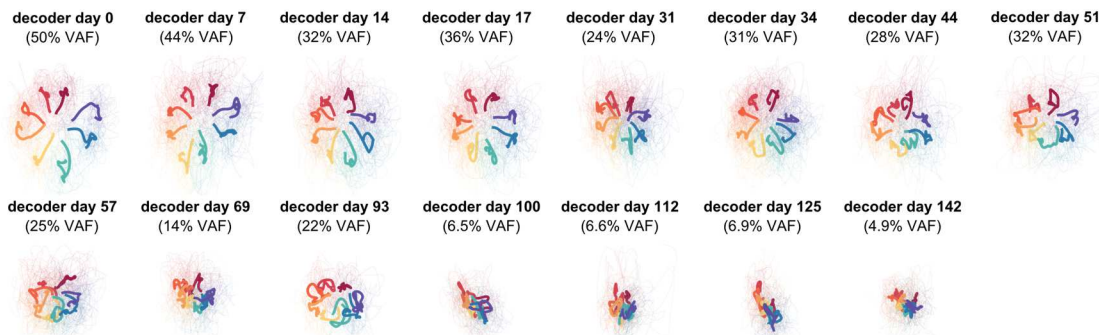 decoder day 0
(50% VAF)
decoder day 7
(44% VAF)
decoder day 14
(32% VAF)
decoder day 17
(36% VAF)
decoder day 31
(24% VAF)
decoder day 34
(31% VAF)
decoder day 44
(28% VAF)
decoder day 51
(32% VAF)
decoder day 57
(25% VAF)
decoder day 69
(14% VAF)
decoder day 93
(22% VAF)
decoder day 100
(6.5% VAF)
decoder day 112
(6.6% VAF)
decoder day 125
(6.9% VAF)
decoder day 142
(4.9% VAF)